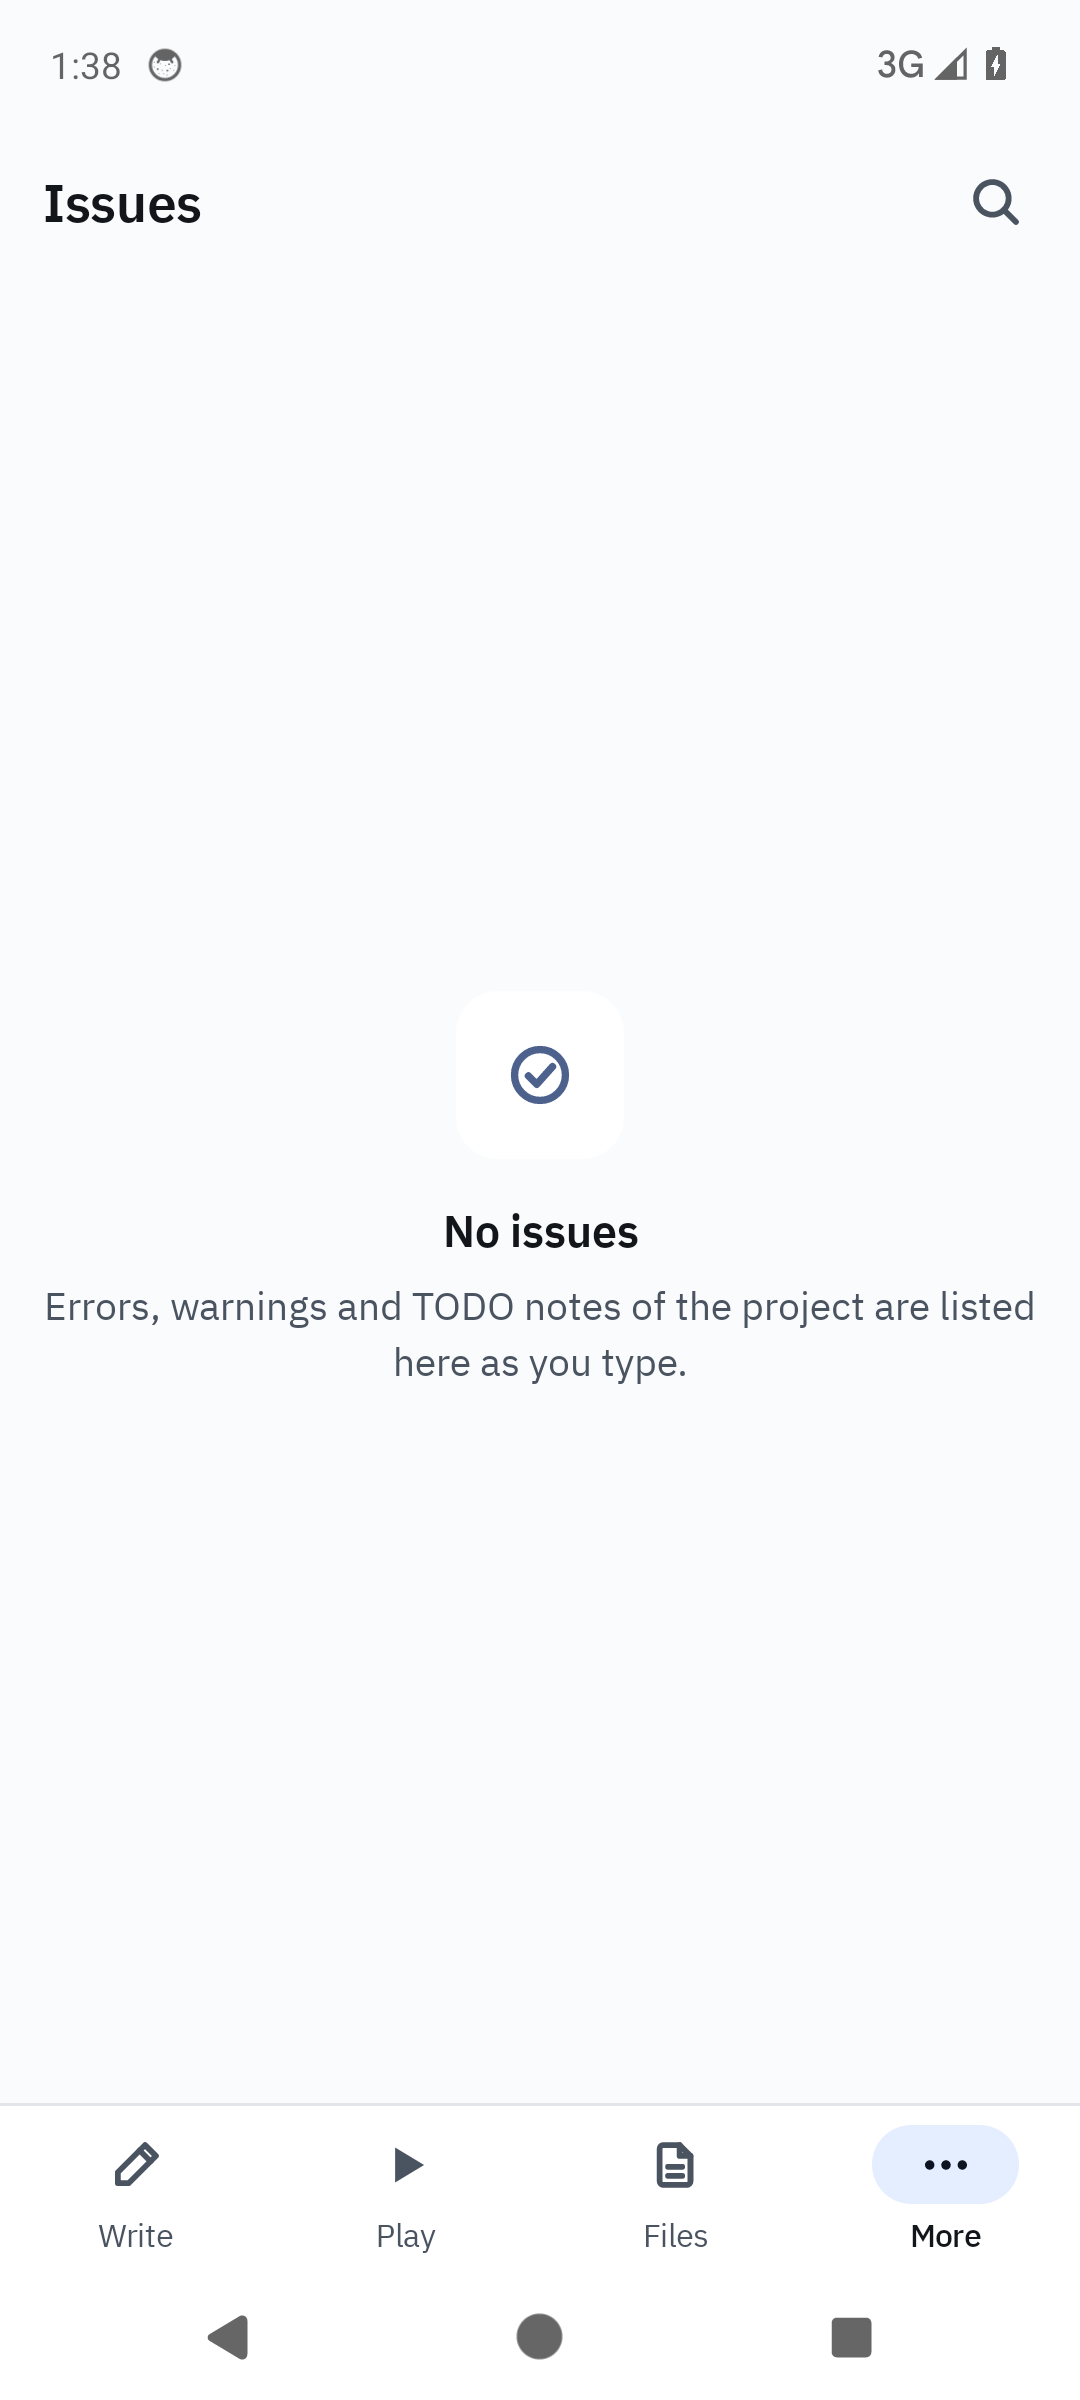 1:38
3G
Issues
No issues
Errors, warnings and TODO notes of the project are listed
here as you type.
Write
Play
Files
More